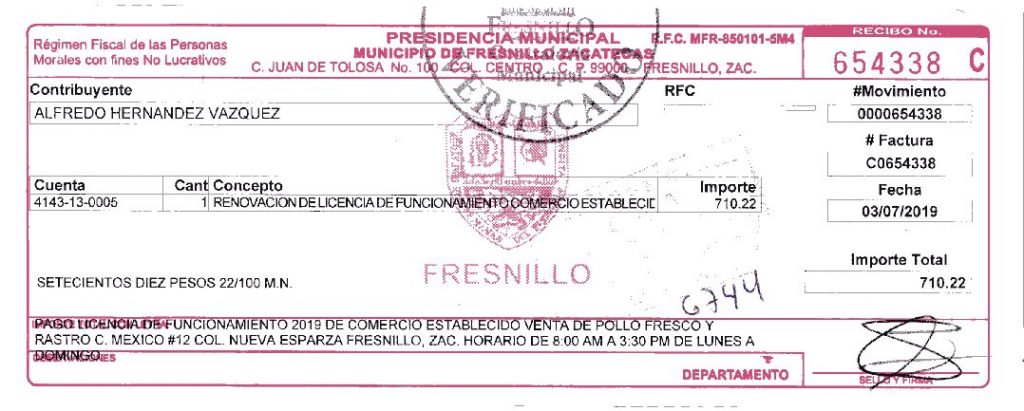 FRESNILLO
Municipal
VERIFICADO
Régimen Fiscal de las Personas
Morales con fines No Lucrativos
PRESIDENCIA MUNICIPAL
MUNICIPIO DE FRESNILLO ZACATECAS
C. JUAN DE TOLOSA No. 100 COL. CENTRO C. P. 99000 FRESNILLO, ZAC.
R.F.C. MFR-850101-5M4
RECIBO No.
654338 C
Contribuyente
RFC
ALFREDO HERNANDEZ VAZQUEZ
#Movimiento
0000654338
# Factura
C0654338
Fecha
03/07/2019
Cuenta Cant Concepto Importe
4143-13-0005 1 RENOVACION DE LICENCIA DE FUNCIONAMIENTO COMERCIO ESTABLECID 710.22
FRESNILLO
Importe Total
710.22
SETECIENTOS DIEZ PESOS 22/100 M.N.
6744
PAGO LICENCIA DE FUNCIONAMIENTO 2019 DE COMERCIO ESTABLECIDO VENTA DE POLLO FRESCO Y
RASTRO C. MEXICO #12 COL. NUEVA ESPARZA FRESNILLO, ZAC. HORARIO DE 8:00 AM A 3:30 PM DE LUNES A
DOMINGO
DEPARTAMENTO
SELLO Y FIRMA